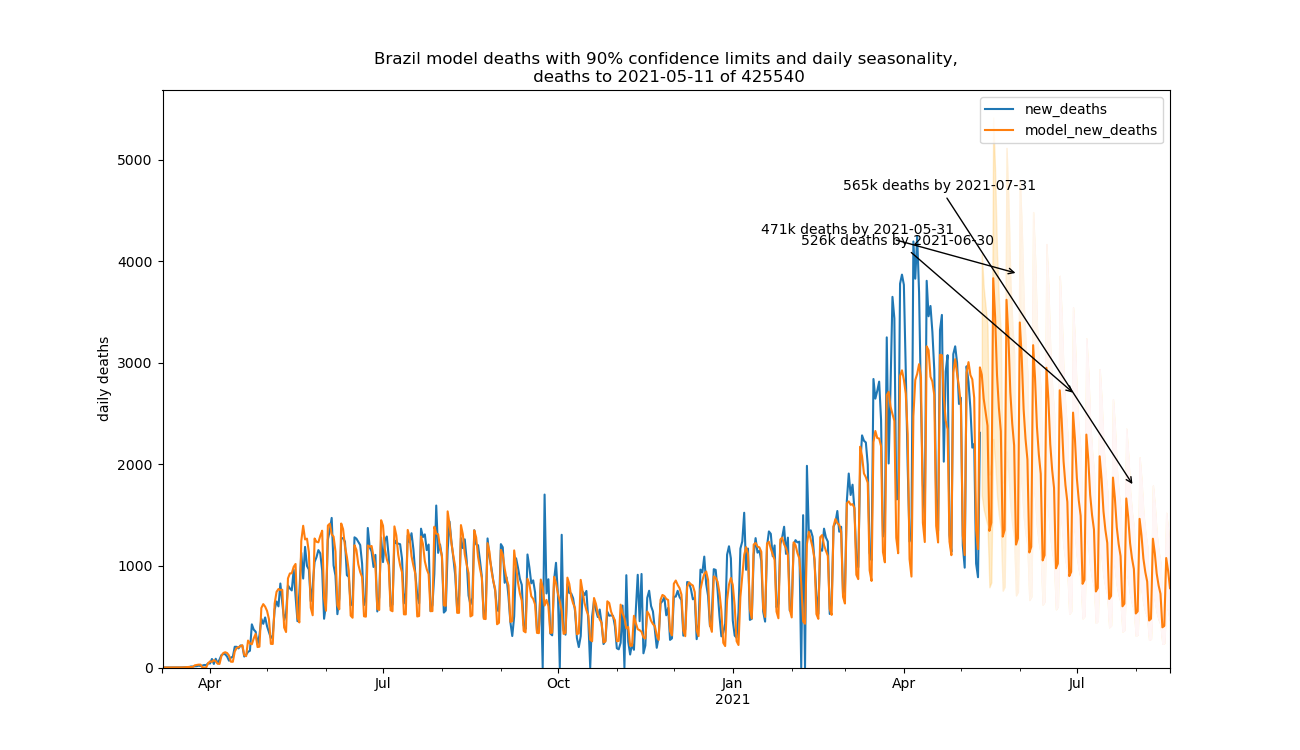 Brazil model deaths with 90% confidence limits and daily seasonality,
deaths to 2021-05-11 of 425540
new_deaths
model_new_deaths
565k deaths by 2021-07-31
471k deaths by 2021-05-31
526k deaths by 2021-06-30
daily deaths
5000
4000
3000
2000
1000
0
Apr
Jul
Oct
Jan
2021
Apr
Jul